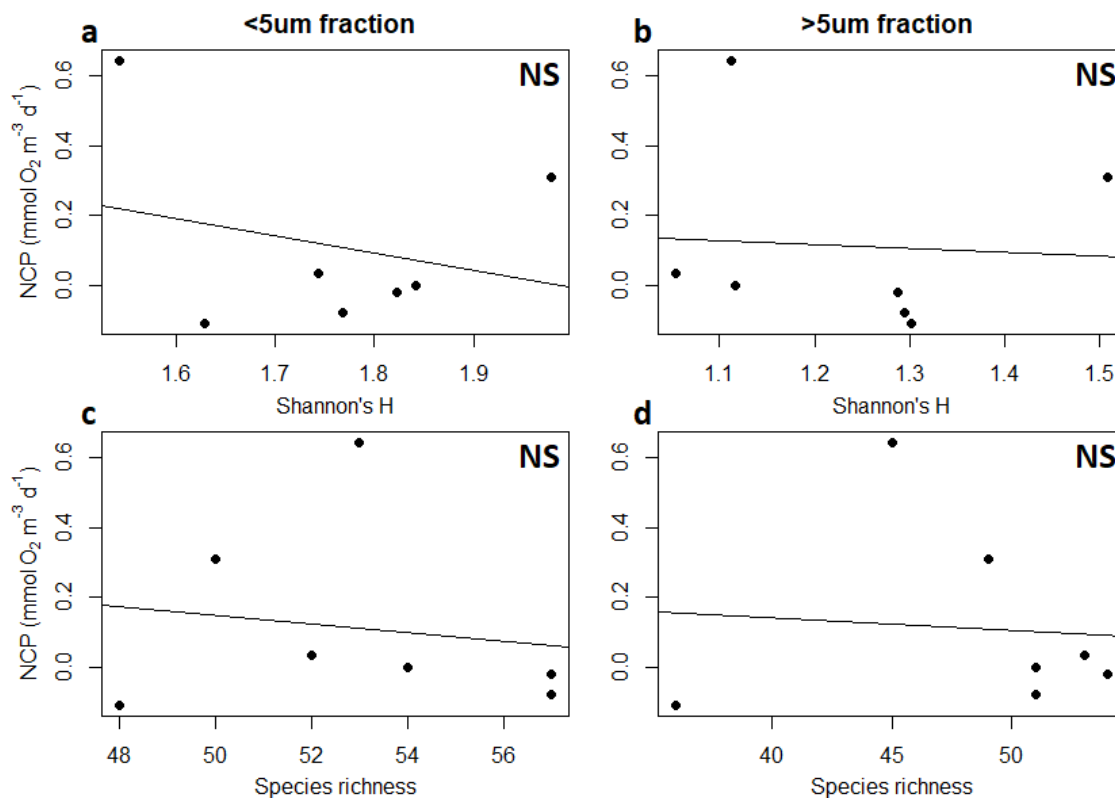 <5um fraction
>5um fraction
a
NS
NCP (mmol O2 m-3 d-1)
0.6
0.4
0.2
0.0
1.6 1.7 1.8 1.9
Shannon's H
b
NS
0.6
0.4
0.2
0.0
1.1 1.2 1.3 1.4 1.5
Shannon's H
c
NS
NCP (mmol O2 m-3 d-1)
0.6
0.4
0.2
0.0
48 50 52 54 56
Species richness
d
NS
0.6
0.4
0.2
0.0
40 45 50
Species richness